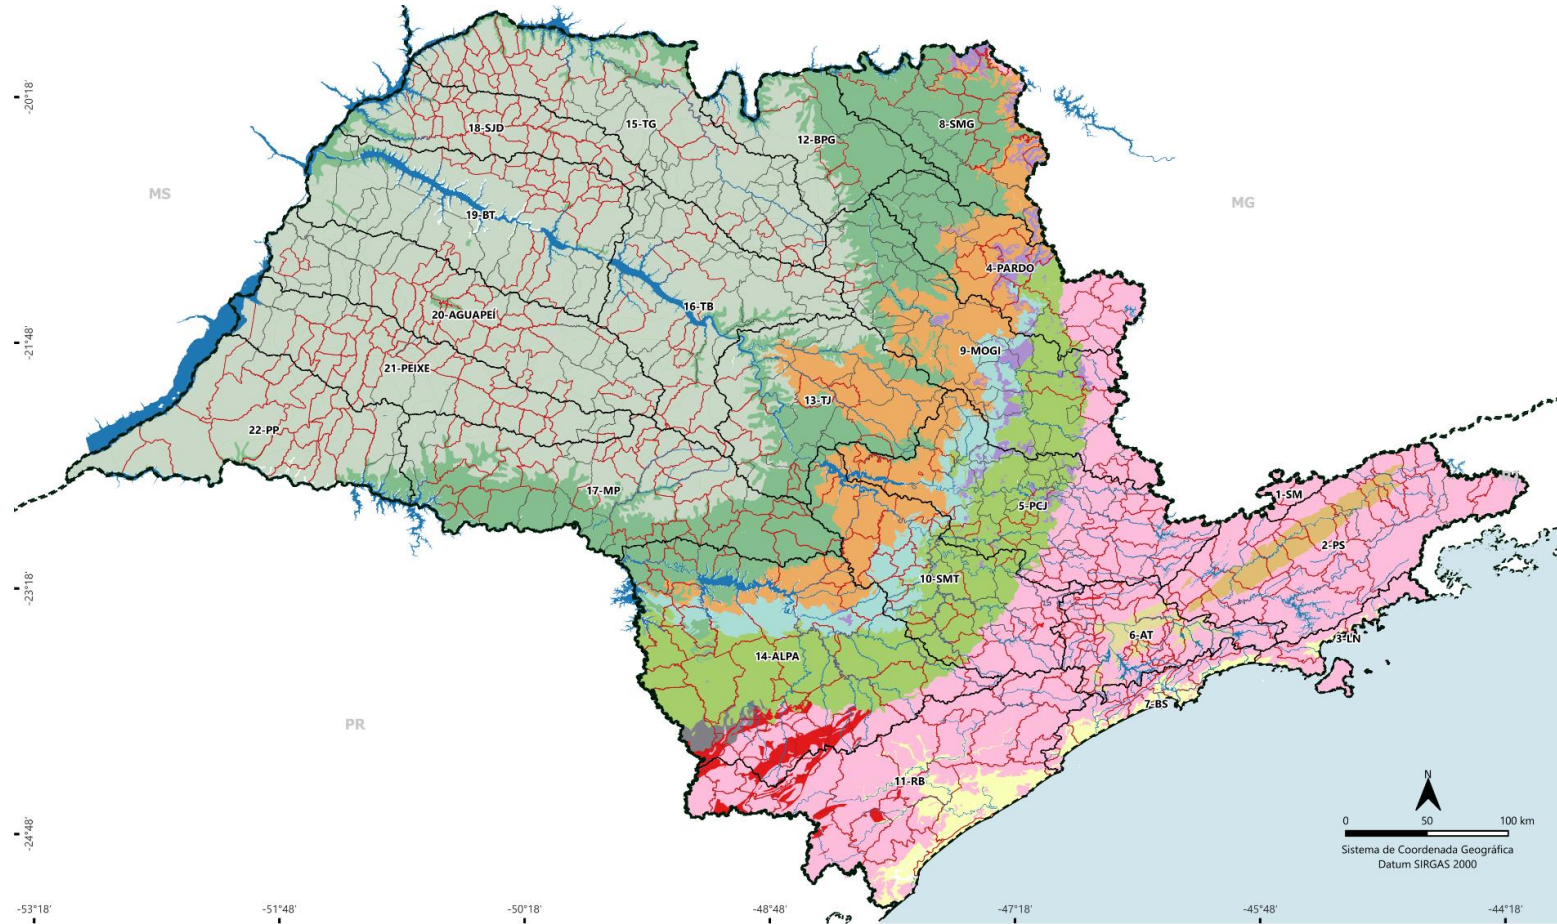 -20°18'
-21°48'
-23°18'
-24°48'
18-SJD
15-TG
12-BPG
8-SMG
MS
MG
19-BT
4-PARDO
16-TB
20-AGUAPEÍ
9-MOGI
21-PEIXE
13-TJ
22-PP
17-MP
1-SM
5-PCJ
2-PS
10-SMT
6-AT
3-LN
14-ALPA
7-BS
PR
11-RB
N
0 50 100 km
Sistema de Coordenada Geográfica
Datum SIRGAS 2000
-53°18' -51°48' -50°18' -48°48' -47°18' -45°48' -44°18'